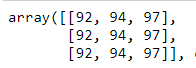 array([[92, 94, 97],
[92, 94, 97],
[92, 94, 97]],